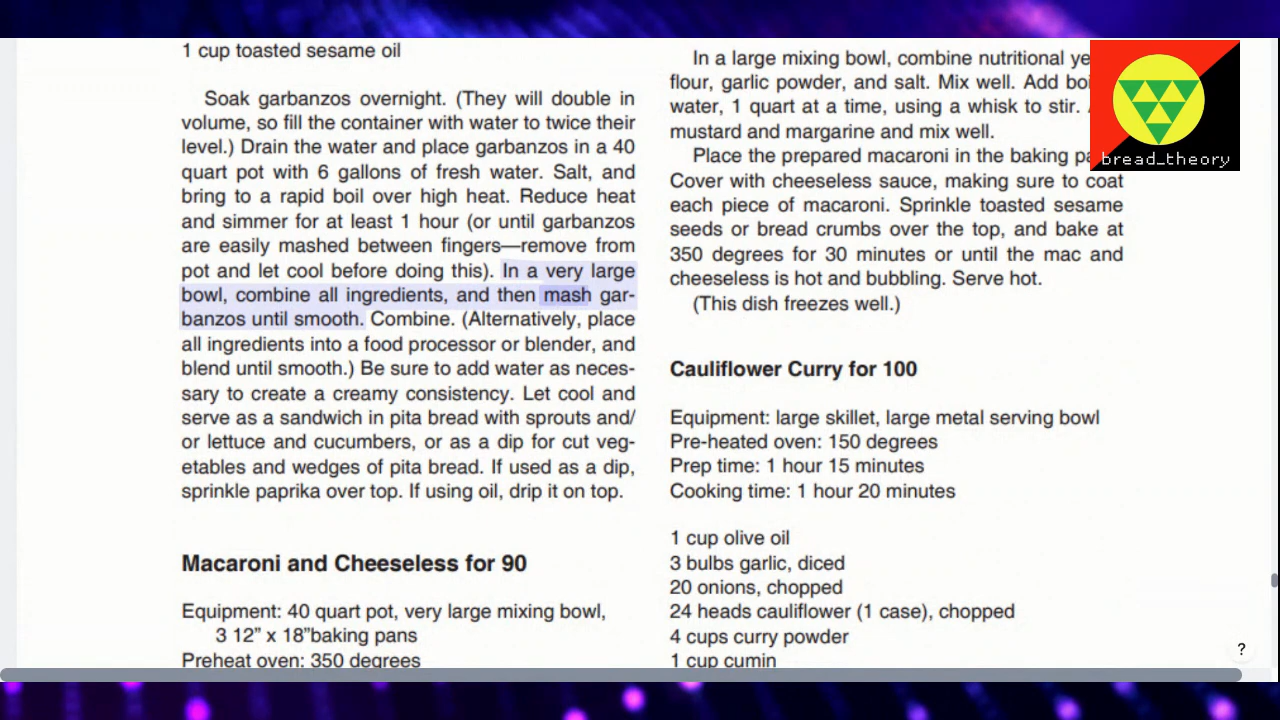 1 cup toasted sesame oil
Soak garbanzos overnight. (They will double in
volume, so fill the container with water to twice their
level.) Drain the water and place garbanzos in a 40
quart pot with 6 gallons of fresh water. Salt, and
bring to a rapid boil over high heat. Reduce heat
and simmer for at least 1 hour (or until garbanzos
are easily mashed between fingers—remove from
pot and let cool before doing this). In a very large
bowl, combine all ingredients, and then mash gar-
banzos until smooth. Combine. (Alternatively, place
all ingredients into a food processor or blender, and
blend until smooth.) Be sure to add water as neces-
sary to create a creamy consistency. Let cool and
serve as a sandwich in pita bread with sprouts and/
or lettuce and cucumbers, or as a dip for cut veg-
etables and wedges of pita bread. If used as a dip,
sprinkle paprika over top. If using oil, drip it on top.
Macaroni and Cheeseless for 90
Equipment: 40 quart pot, very large mixing bowl,
3 12” x 18”baking pans
Preheat oven: 350 degrees
In a large mixing bowl, combine nutritional
flour, garlic powder, and salt. Mix well. Add
water, 1 quart at a time, using a whisk to stir.
mustard and margarine and mix well.
Place the prepared macaroni in the baking
Cover with cheeseless sauce, making sure to coat
each piece of macaroni. Sprinkle toasted sesame
seeds or bread crumbs over the top, and bake at
350 degrees for 30 minutes or until the mac and
cheeseless is hot and bubbling. Serve hot.
(This dish freezes well.)
Cauliflower Curry for 100
Equipment: large skillet, large metal serving bowl
Pre-heated oven: 150 degrees
Prep time: 1 hour 15 minutes
Cooking time: 1 hour 20 minutes
1 cup olive oil
3 bulbs garlic, diced
20 onions, chopped
24 heads cauliflower (1 case), chopped
4 cups curry powder
1 cup cumin
bread_theory
?